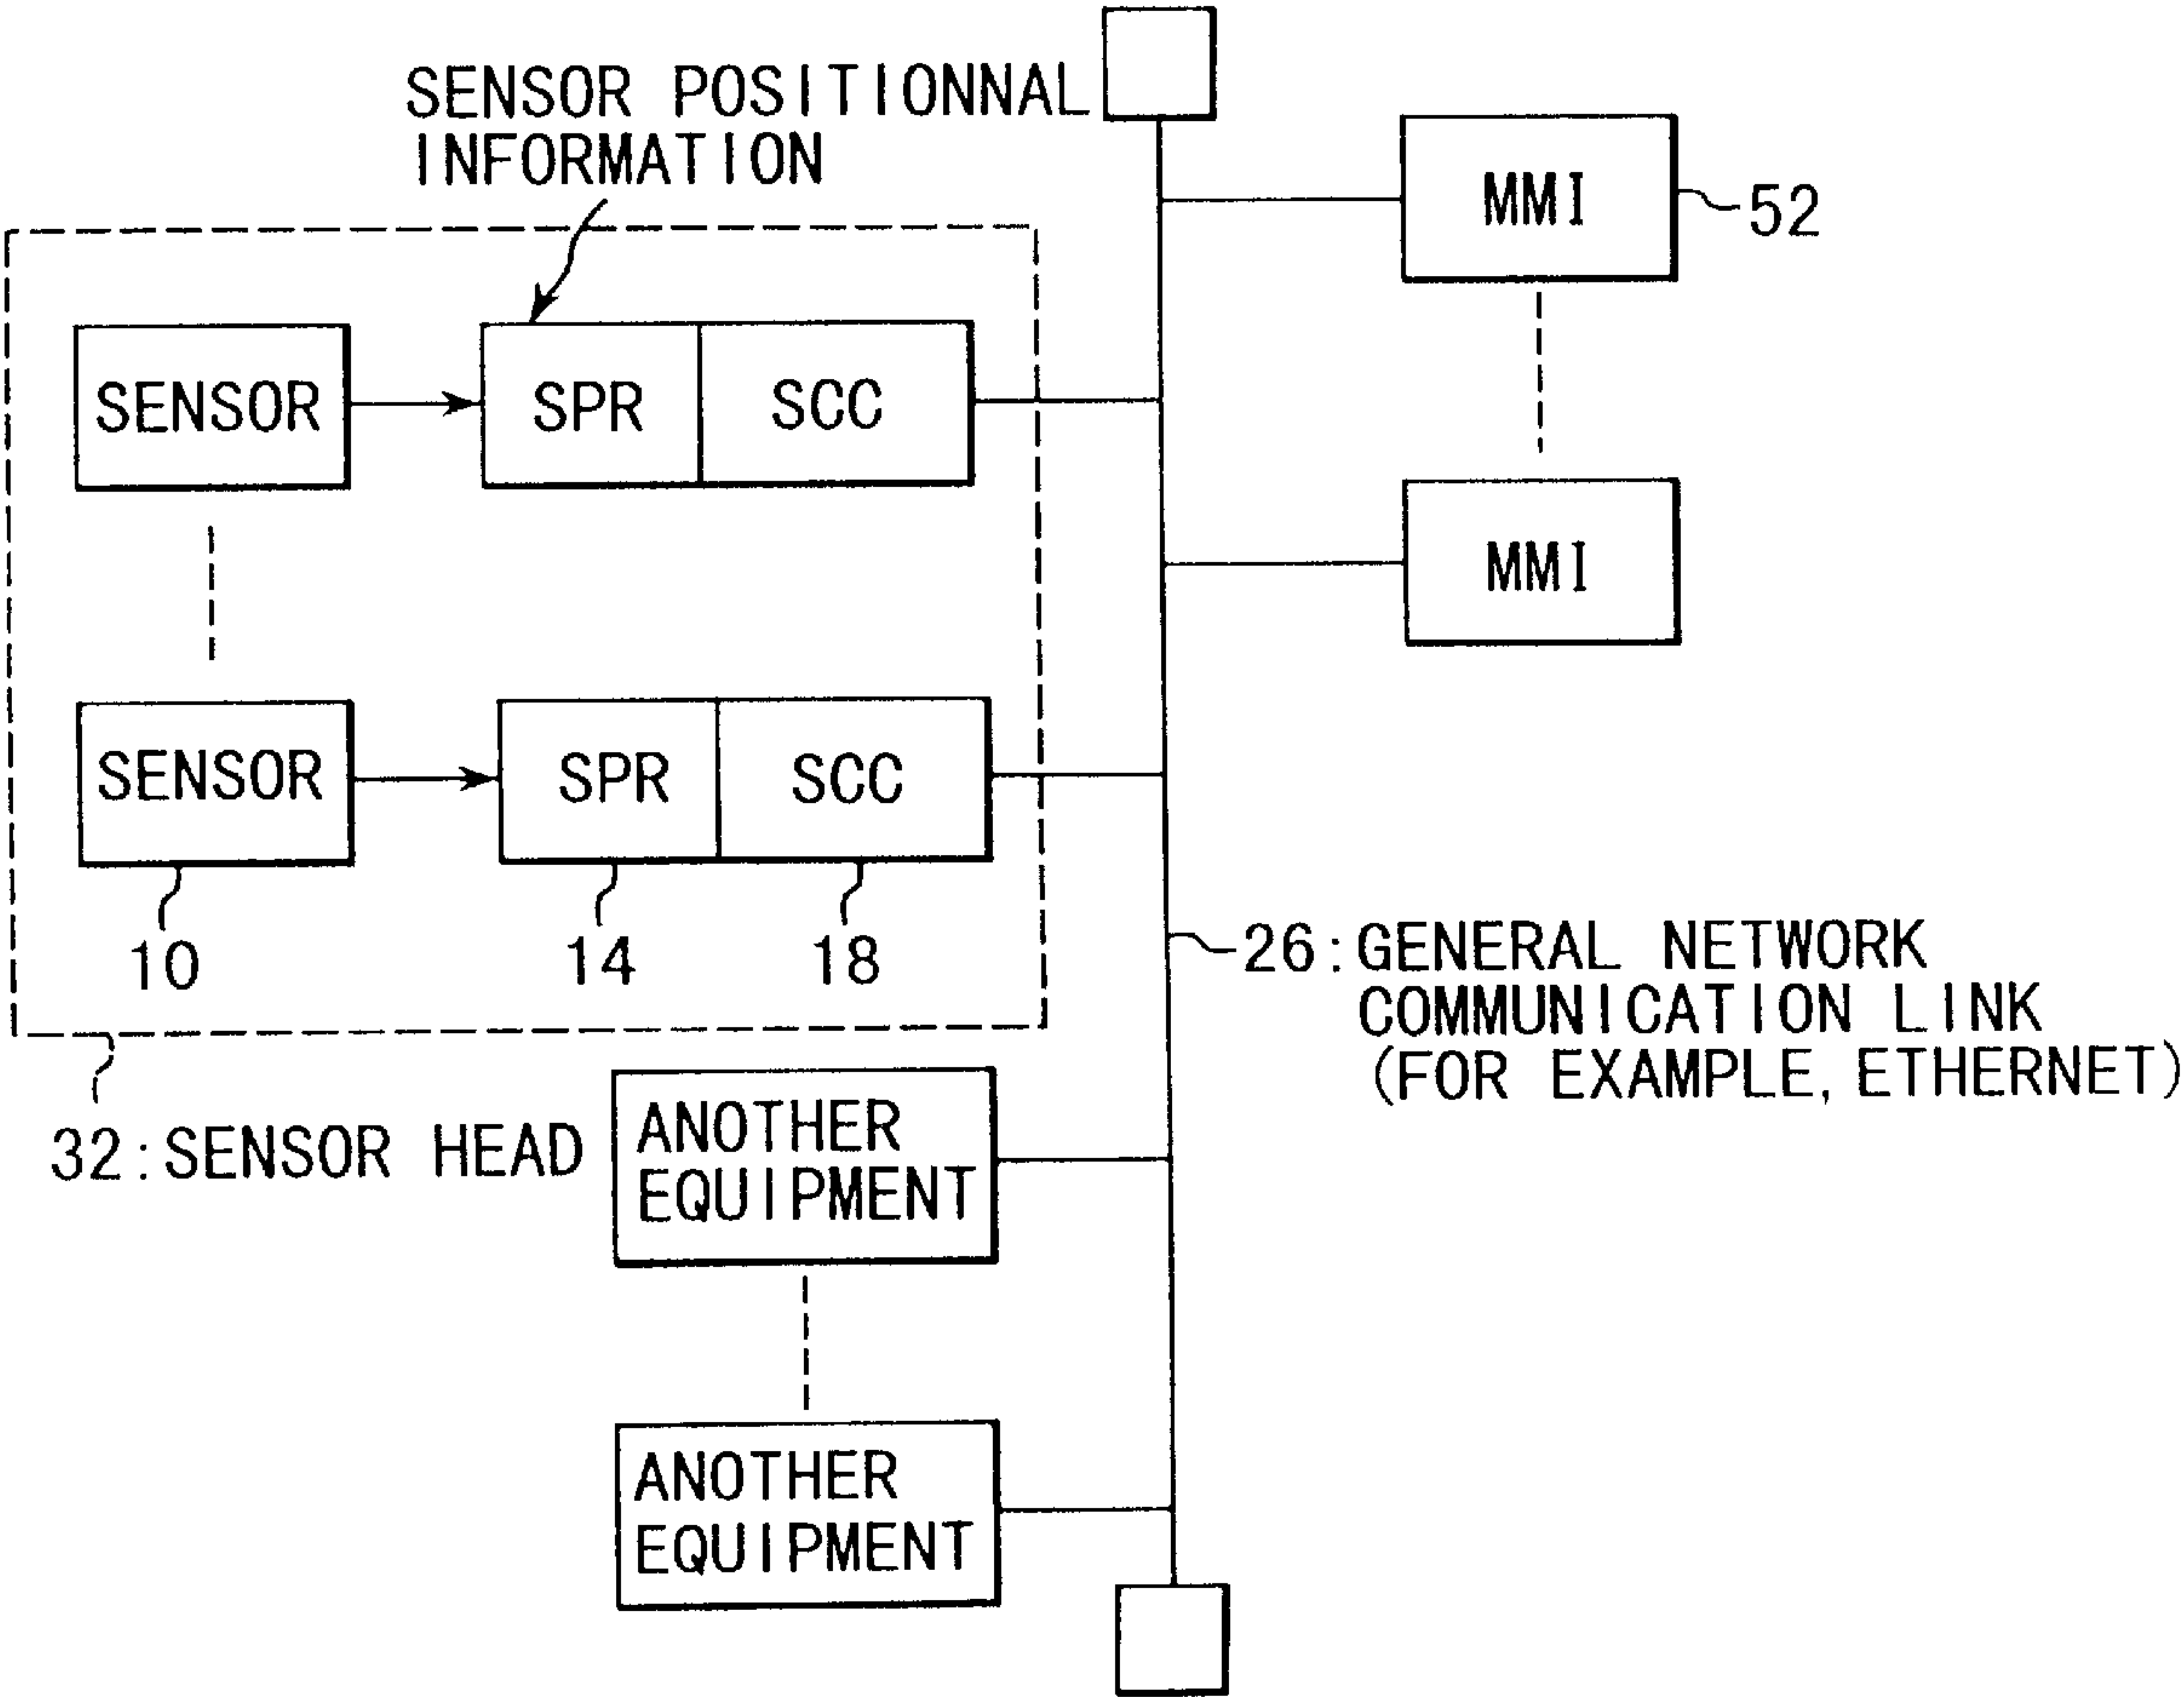 SENSOR POSITIONNAL
INFORMATION
MMI
52
SENSOR
SPR
SCC
MMI
SENSOR
SPR
SCC
10
14
18
26:GENERAL NETWORK
COMMUNICATION LINK
(FOR EXAMPLE, ETHERNET)
32:SENSOR HEAD
ANOTHER
EQUIPMENT
ANOTHER
EQUIPMENT